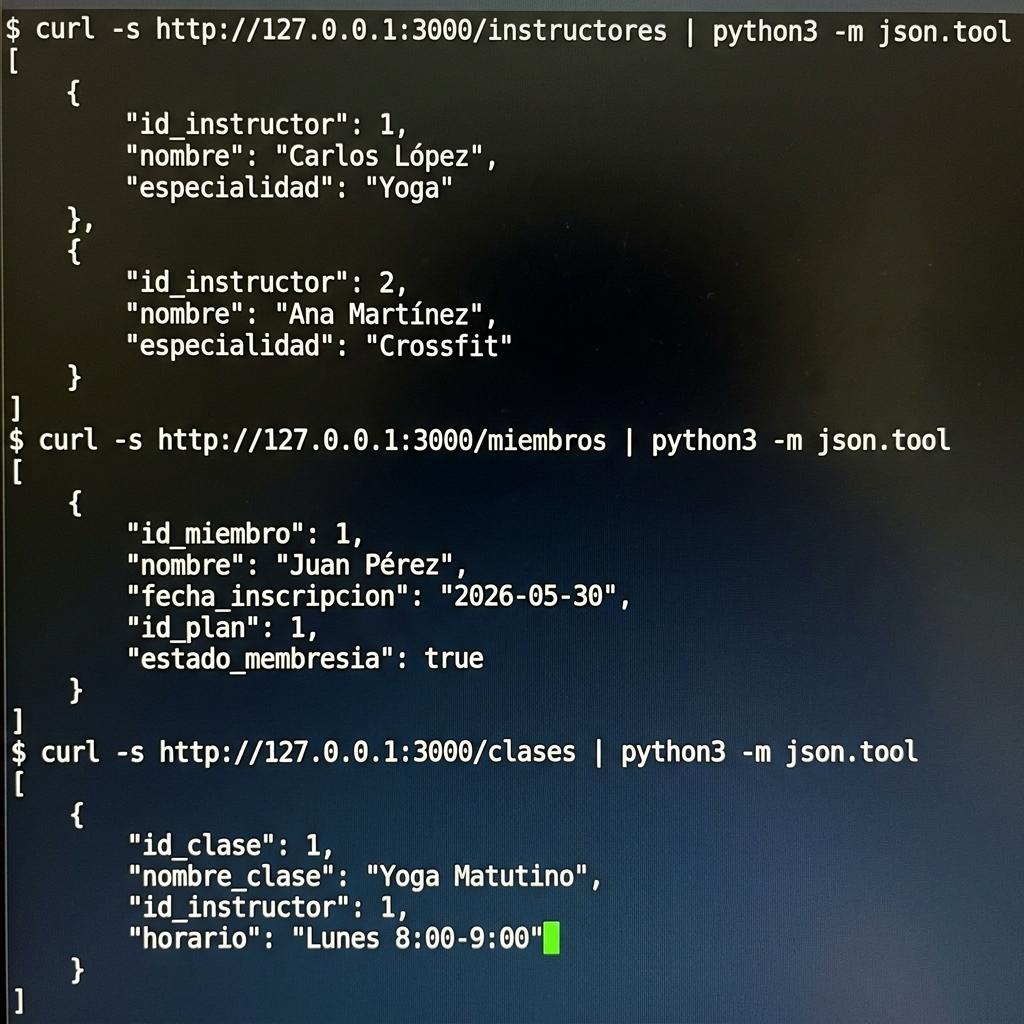 $ curl -s http://127.0.0.1:3000/instructores | python3 -m json.tool
[
    {
        "id_instructor": 1,
        "nombre": "Carlos López",
        "especialidad": "Yoga"
    },
    {
        "id_instructor": 2,
        "nombre": "Ana Martínez",
        "especialidad": "Crossfit"
    }
]
$ curl -s http://127.0.0.1:3000/miembros | python3 -m json.tool
[
    {
        "id_miembro": 1,
        "nombre": "Juan Pérez",
        "fecha_inscripcion": "2026-05-30",
        "id_plan": 1,
        "estado_membresia": true
    }
]
$ curl -s http://127.0.0.1:3000/clases | python3 -m json.tool
[
    {
        "id_clase": 1,
        "nombre_clase": "Yoga Matutino",
        "id_instructor": 1,
        "horario": "Lunes 8:00-9:00"
    }
]